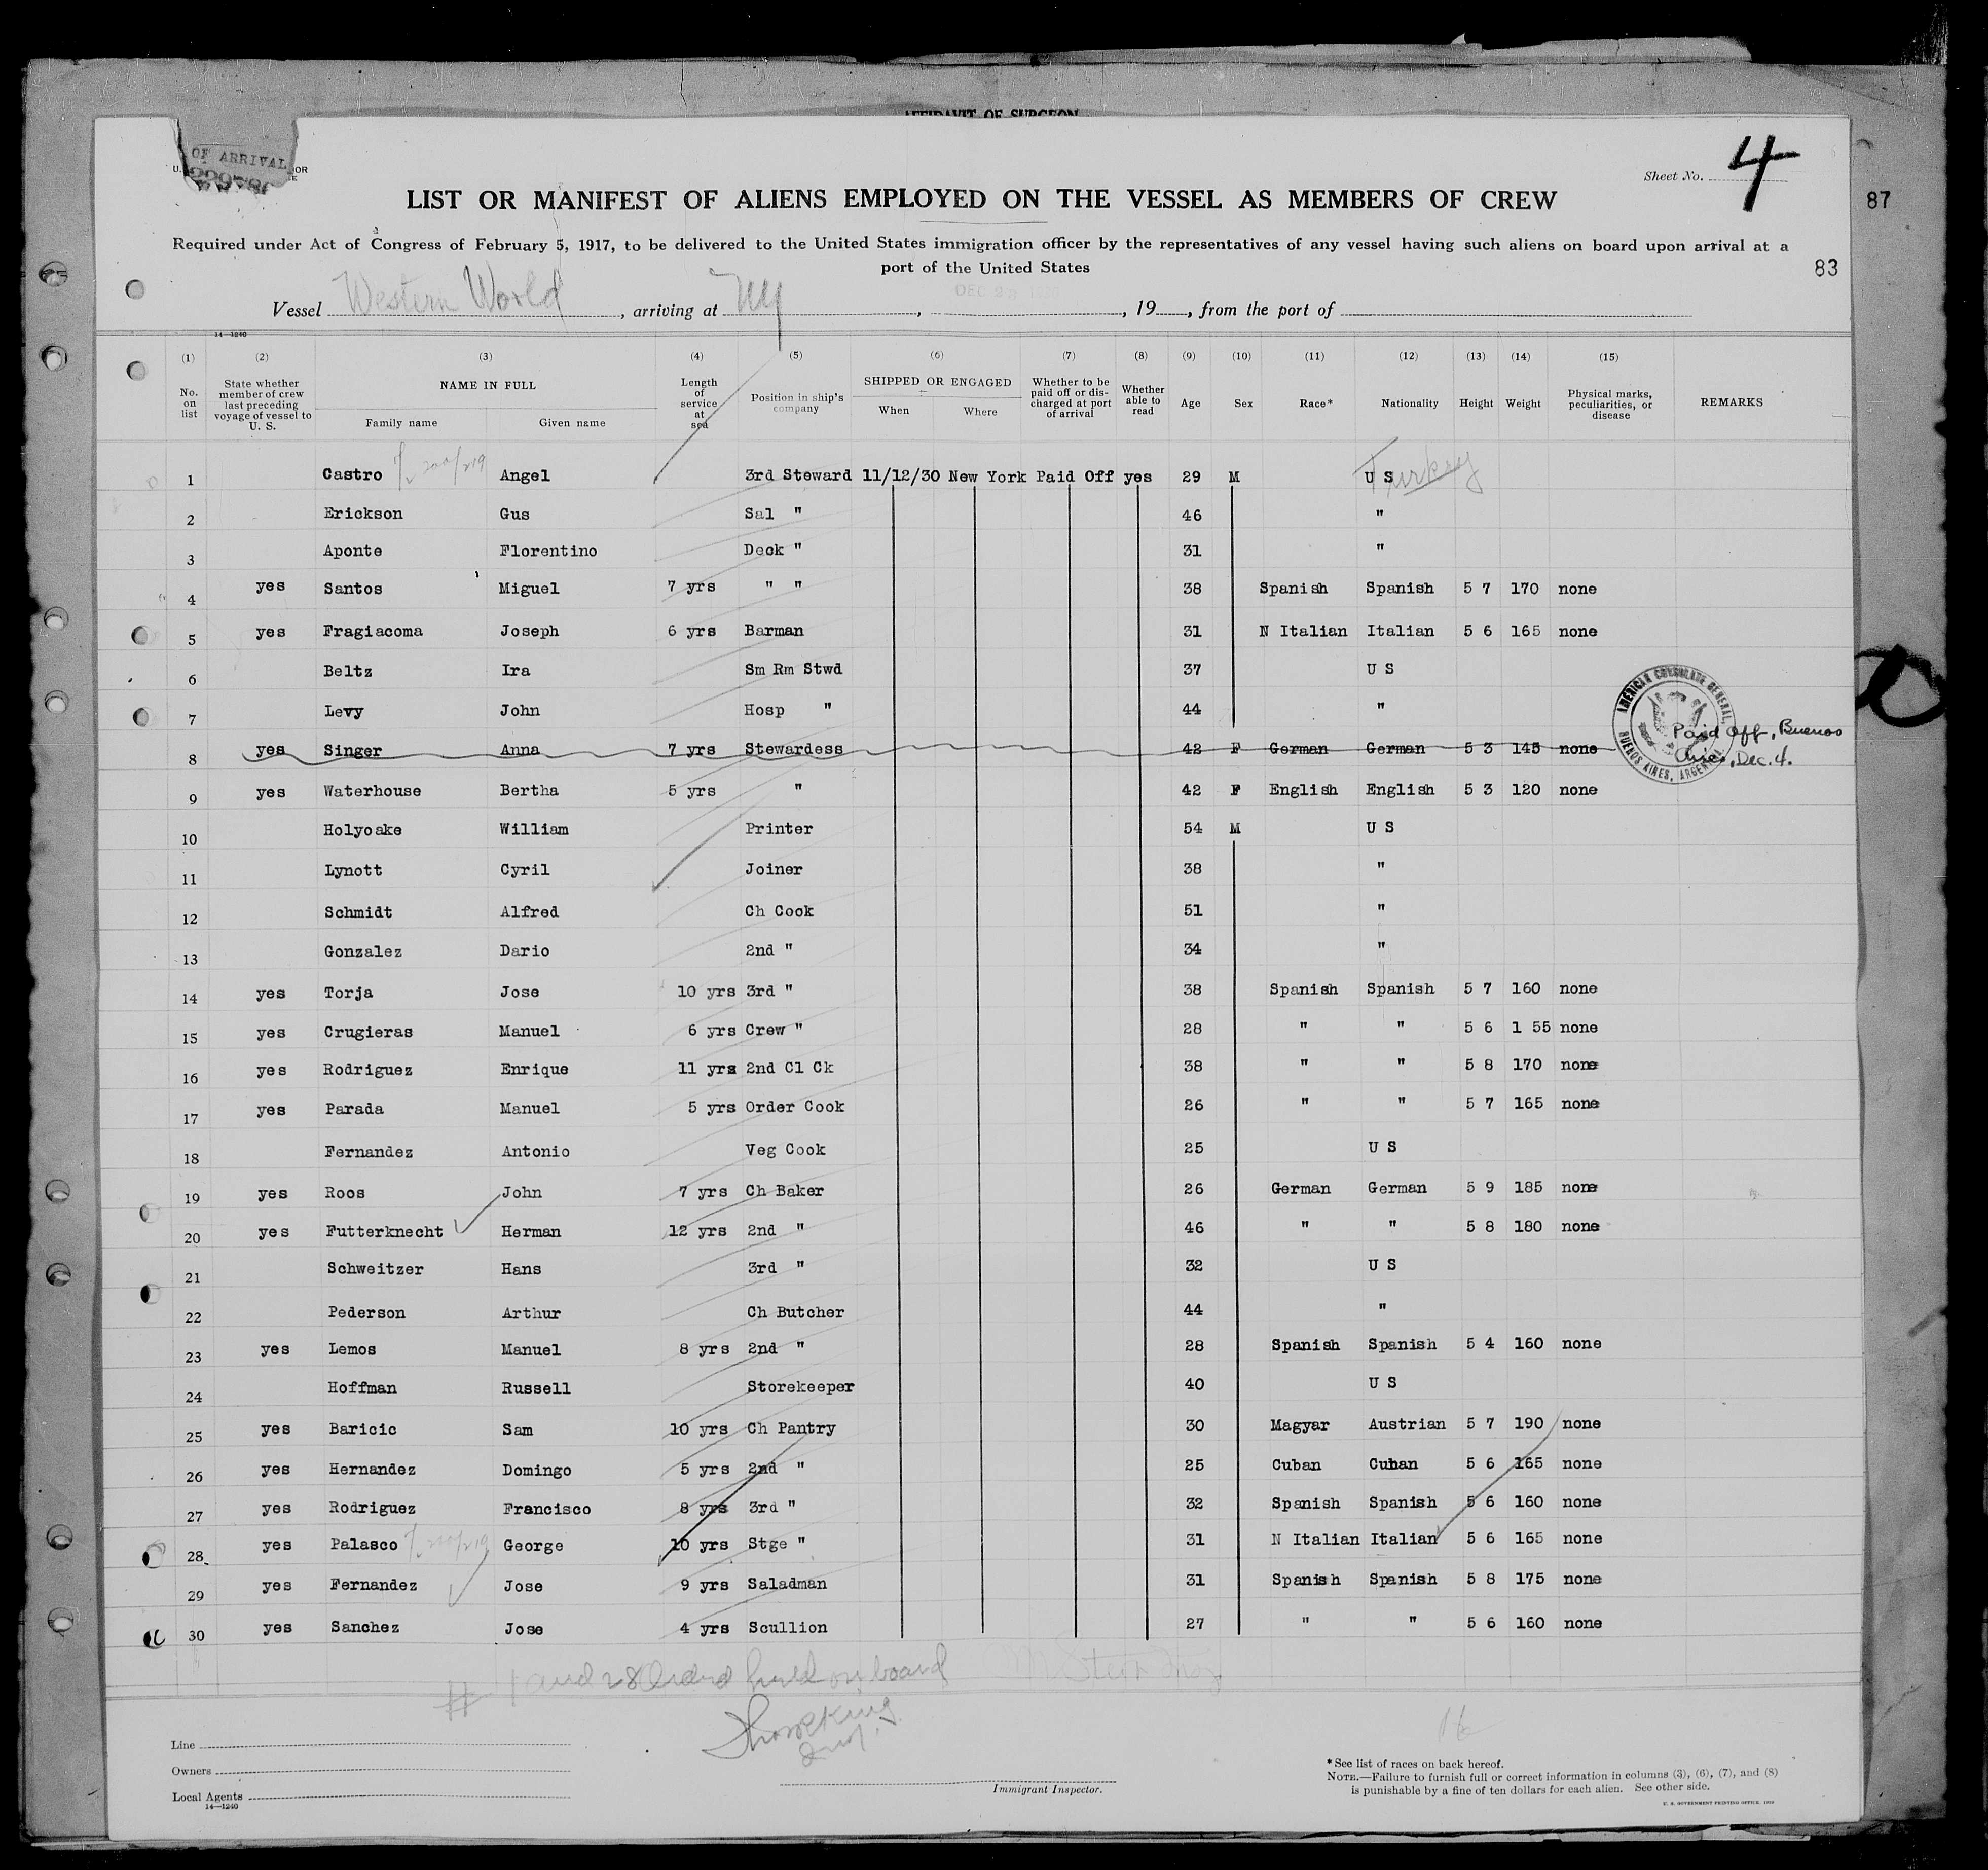 AFFIDAVIT OF SURGEON
OF ARRIVAL
Sheet No. 4
87
LIST OR MANIFEST OF ALIENS EMPLOYED ON THE VESSEL AS MEMBERS OF CREW
Required under Act of Congress of February 5, 1917, to be delivered to the United States immigration officer by the representatives of any vessel having such aliens on board upon arrival at a
port of the United States
83
Vessel Western World, arriving at NY, , 19 , from the port of
14—1240
(1) (2) (3) (4) (5) (6) (7) (8) (9) (10) (11) (12) (13) (14) (15)
No. on list State whether member of crew last preceding voyage of vessel to U. S. NAME IN FULL Family name Given name Length of service at sea Position in ship's company SHIPPED OR ENGAGED When Where Whether to be paid off or discharged at port of arrival Whether able to read Age Sex Race* Nationality Height Weight Physical marks, peculiarities, or disease REMARKS
1 Castro Angel 3rd Steward 11/12/30 New York Paid Off yes 29 M U S Turkey
2 Erickson Gus Sal " 46 "
3 Aponte Florentino Deck " 31 "
4 yes Santos Miguel 7 yrs " " 38 Spanish Spanish 5 7 170 none
5 yes Fragiacoma Joseph 6 yrs Barman 31 N Italian Italian 5 6 165 none
6 Beltz Ira Sm Rm Stwd 37 U S
7 Levy John Hosp " 44 "
AMERICAN CONSULATE GENERAL, BUENOS AIRES, ARGENTINA
8 yes Singer Anna 7 yrs Stewardess 42 F German German 5 3 145 none Paid Off, Buenos Aires, Dec. 4.
9 yes Waterhouse Bertha 5 yrs " 42 F English English 5 3 120 none
10 Holyoake William Printer 54 M U S
11 Lynott Cyril Joiner 38 "
12 Schmidt Alfred Ch Cook 51 "
13 Gonzalez Dario 2nd " 34 "
14 yes Torja Jose 10 yrs 3rd " 38 Spanish Spanish 5 7 160 none
15 yes Crugieras Manuel 6 yrs Crew " 28 " " 5 6 1 55 none
16 yes Rodriguez Enrique 11 yrs 2nd Cl Ck 38 " " 5 8 170 none
17 yes Parada Manuel 5 yrs Order Cook 26 " " 5 7 165 none
18 Fernandez Antonio Veg Cook 25 U S
19 yes Roos John 7 yrs Ch Baker 26 German German 5 9 185 none
20 yes Futterknecht Herman 12 yrs 2nd " 46 " " 5 8 180 none
21 Schweitzer Hans 3rd " 32 U S
22 Pederson Arthur Ch Butcher 44 "
23 yes Lemos Manuel 8 yrs 2nd " 28 Spanish Spanish 5 4 160 none
24 Hoffman Russell Storekeeper 40 U S
25 yes Baricic Sam 10 yrs Ch Pantry 30 Magyar Austrian 5 7 190 none
26 yes Hernandez Domingo 5 yrs 2nd " 25 Cuban Cuban 5 6 165 none
27 yes Rodriguez Francisco 8 yrs 3rd " 32 Spanish Spanish 5 6 160 none
28 yes Palasco George 10 yrs Stge " 31 N Italian Italian 5 6 165 none
29 yes Fernandez Jose 9 yrs Saladman 31 Spanish Spanish 5 8 175 none
30 yes Sanchez Jose 4 yrs Scullion 27 " " 5 6 160 none
# 1 and 28 held on board
Line
Owners
Local Agents
14—1240
Immigrant Inspector.
* See list of races on back hereof.
NOTE.—Failure to furnish full or correct information in columns (3), (6), (7), and (8)
is punishable by a fine of ten dollars for each alien. See other side.
U. S. GOVERNMENT PRINTING OFFICE